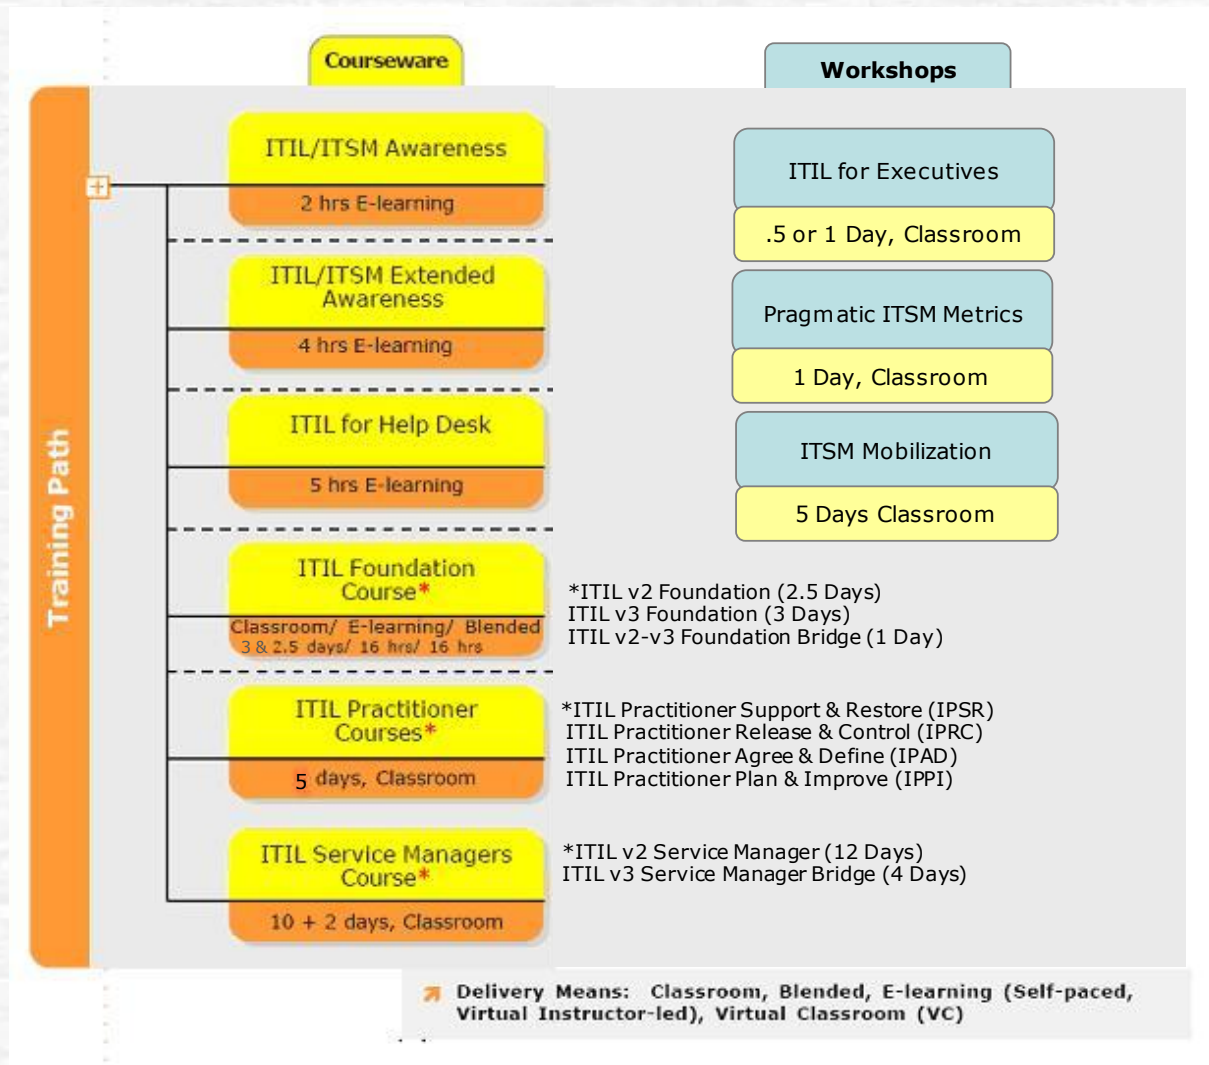 Courseware
Workshops
Training Path
ITIL/ITSM Awareness
2 hrs E-learning
ITIL/ITSM Extended
Awareness
4 hrs E-learning
ITIL for Help Desk
5 hrs E-learning
ITIL Foundation
Course*
Classroom/ E-learning/ Blended
3 & 2.5 days/ 16 hrs/ 16 hrs
ITIL Practitioner
Courses*
5 days, Classroom
ITIL Service Managers
Course*
10 + 2 days, Classroom
ITIL for Executives
.5 or 1 Day, Classroom
Pragmatic ITSM Metrics
1 Day, Classroom
ITSM Mobilization
5 Days Classroom
*ITIL v2 Foundation (2.5 Days)
ITIL v3 Foundation (3 Days)
ITIL v2-v3 Foundation Bridge (1 Day)
*ITIL Practitioner Support & Restore (IPSR)
ITIL Practitioner Release & Control (IPRC)
ITIL Practitioner Agree & Define (IPAD)
ITIL Practitioner Plan & Improve (IPPI)
*ITIL v2 Service Manager (12 Days)
ITIL v3 Service Manager Bridge (4 Days)
Delivery Means: Classroom, Blended, E-learning (Self-paced,
Virtual Instructor-led), Virtual Classroom (VC)